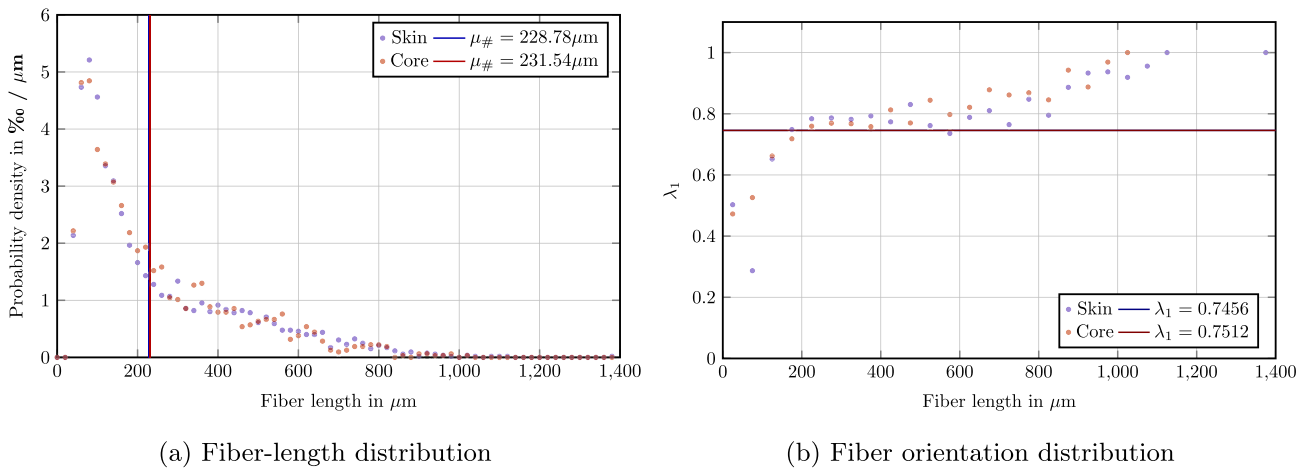 6
5
4
3
2
1
0
Probability density in ‰ / μm
0 200 400 600 800 1,000 1,200 1,400
Fiber length in μm
Skin μ# = 228.78μm
Core μ# = 231.54μm
(a) Fiber-length distribution
1
0.8
0.6
0.4
0.2
0
λ1
0 200 400 600 800 1,000 1,200 1,400
Fiber length in μm
Skin λ1 = 0.7456
Core λ1 = 0.7512
(b) Fiber orientation distribution